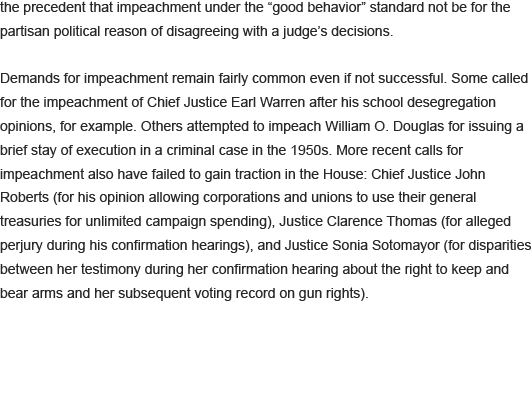 the precedent that impeachment under the “good behavior” standard not be for the
partisan political reason of disagreeing with a judge’s decisions.
Demands for impeachment remain fairly common even if not successful. Some called
for the impeachment of Chief Justice Earl Warren after his school desegregation
opinions, for example. Others attempted to impeach William O. Douglas for issuing a
brief stay of execution in a criminal case in the 1950s. More recent calls for
impeachment also have failed to gain traction in the House: Chief Justice John
Roberts (for his opinion allowing corporations and unions to use their general
treasuries for unlimited campaign spending), Justice Clarence Thomas (for alleged
perjury during his confirmation hearings), and Justice Sonia Sotomayor (for disparities
between her testimony during her confirmation hearing about the right to keep and
bear arms and her subsequent voting record on gun rights).